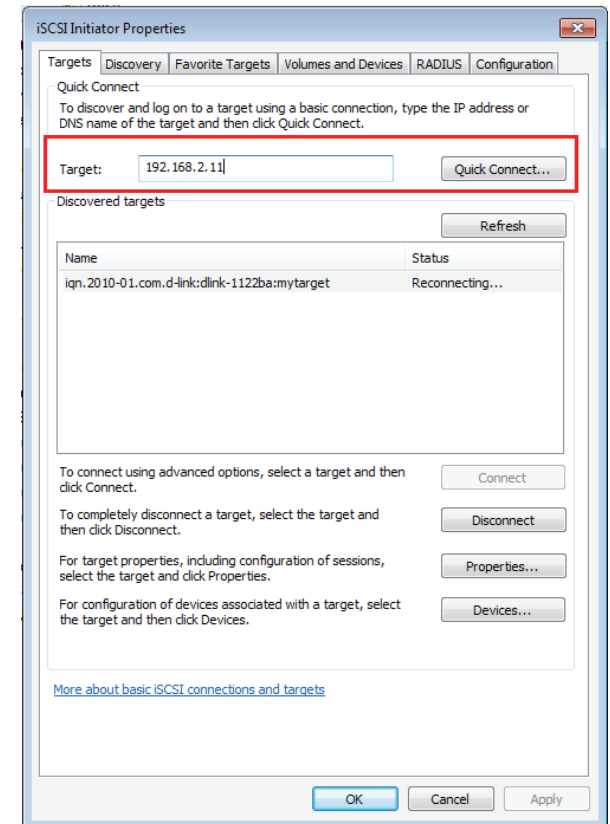 iSCSI Initiator Properties
Targets Discovery Favorite Targets Volumes and Devices RADIUS Configuration
Quick Connect
To discover and log on to a target using a basic connection, type the IP address or
DNS name of the target and then click Quick Connect.
Target: 192.168.2.11 Quick Connect...
Discovered targets
Refresh
Name Status
iqn.2010-01.com.d-link:dlink-1122ba:mytarget Reconnecting...
To connect using advanced options, select a target and then
click Connect.
Connect
To completely disconnect a target, select the target and
then click Disconnect.
Disconnect
For target properties, including configuration of sessions,
select the target and click Properties.
Properties...
For configuration of devices associated with a target, select
the target and then click Devices.
Devices...
More about basic iSCSI connections and targets
OK Cancel Apply